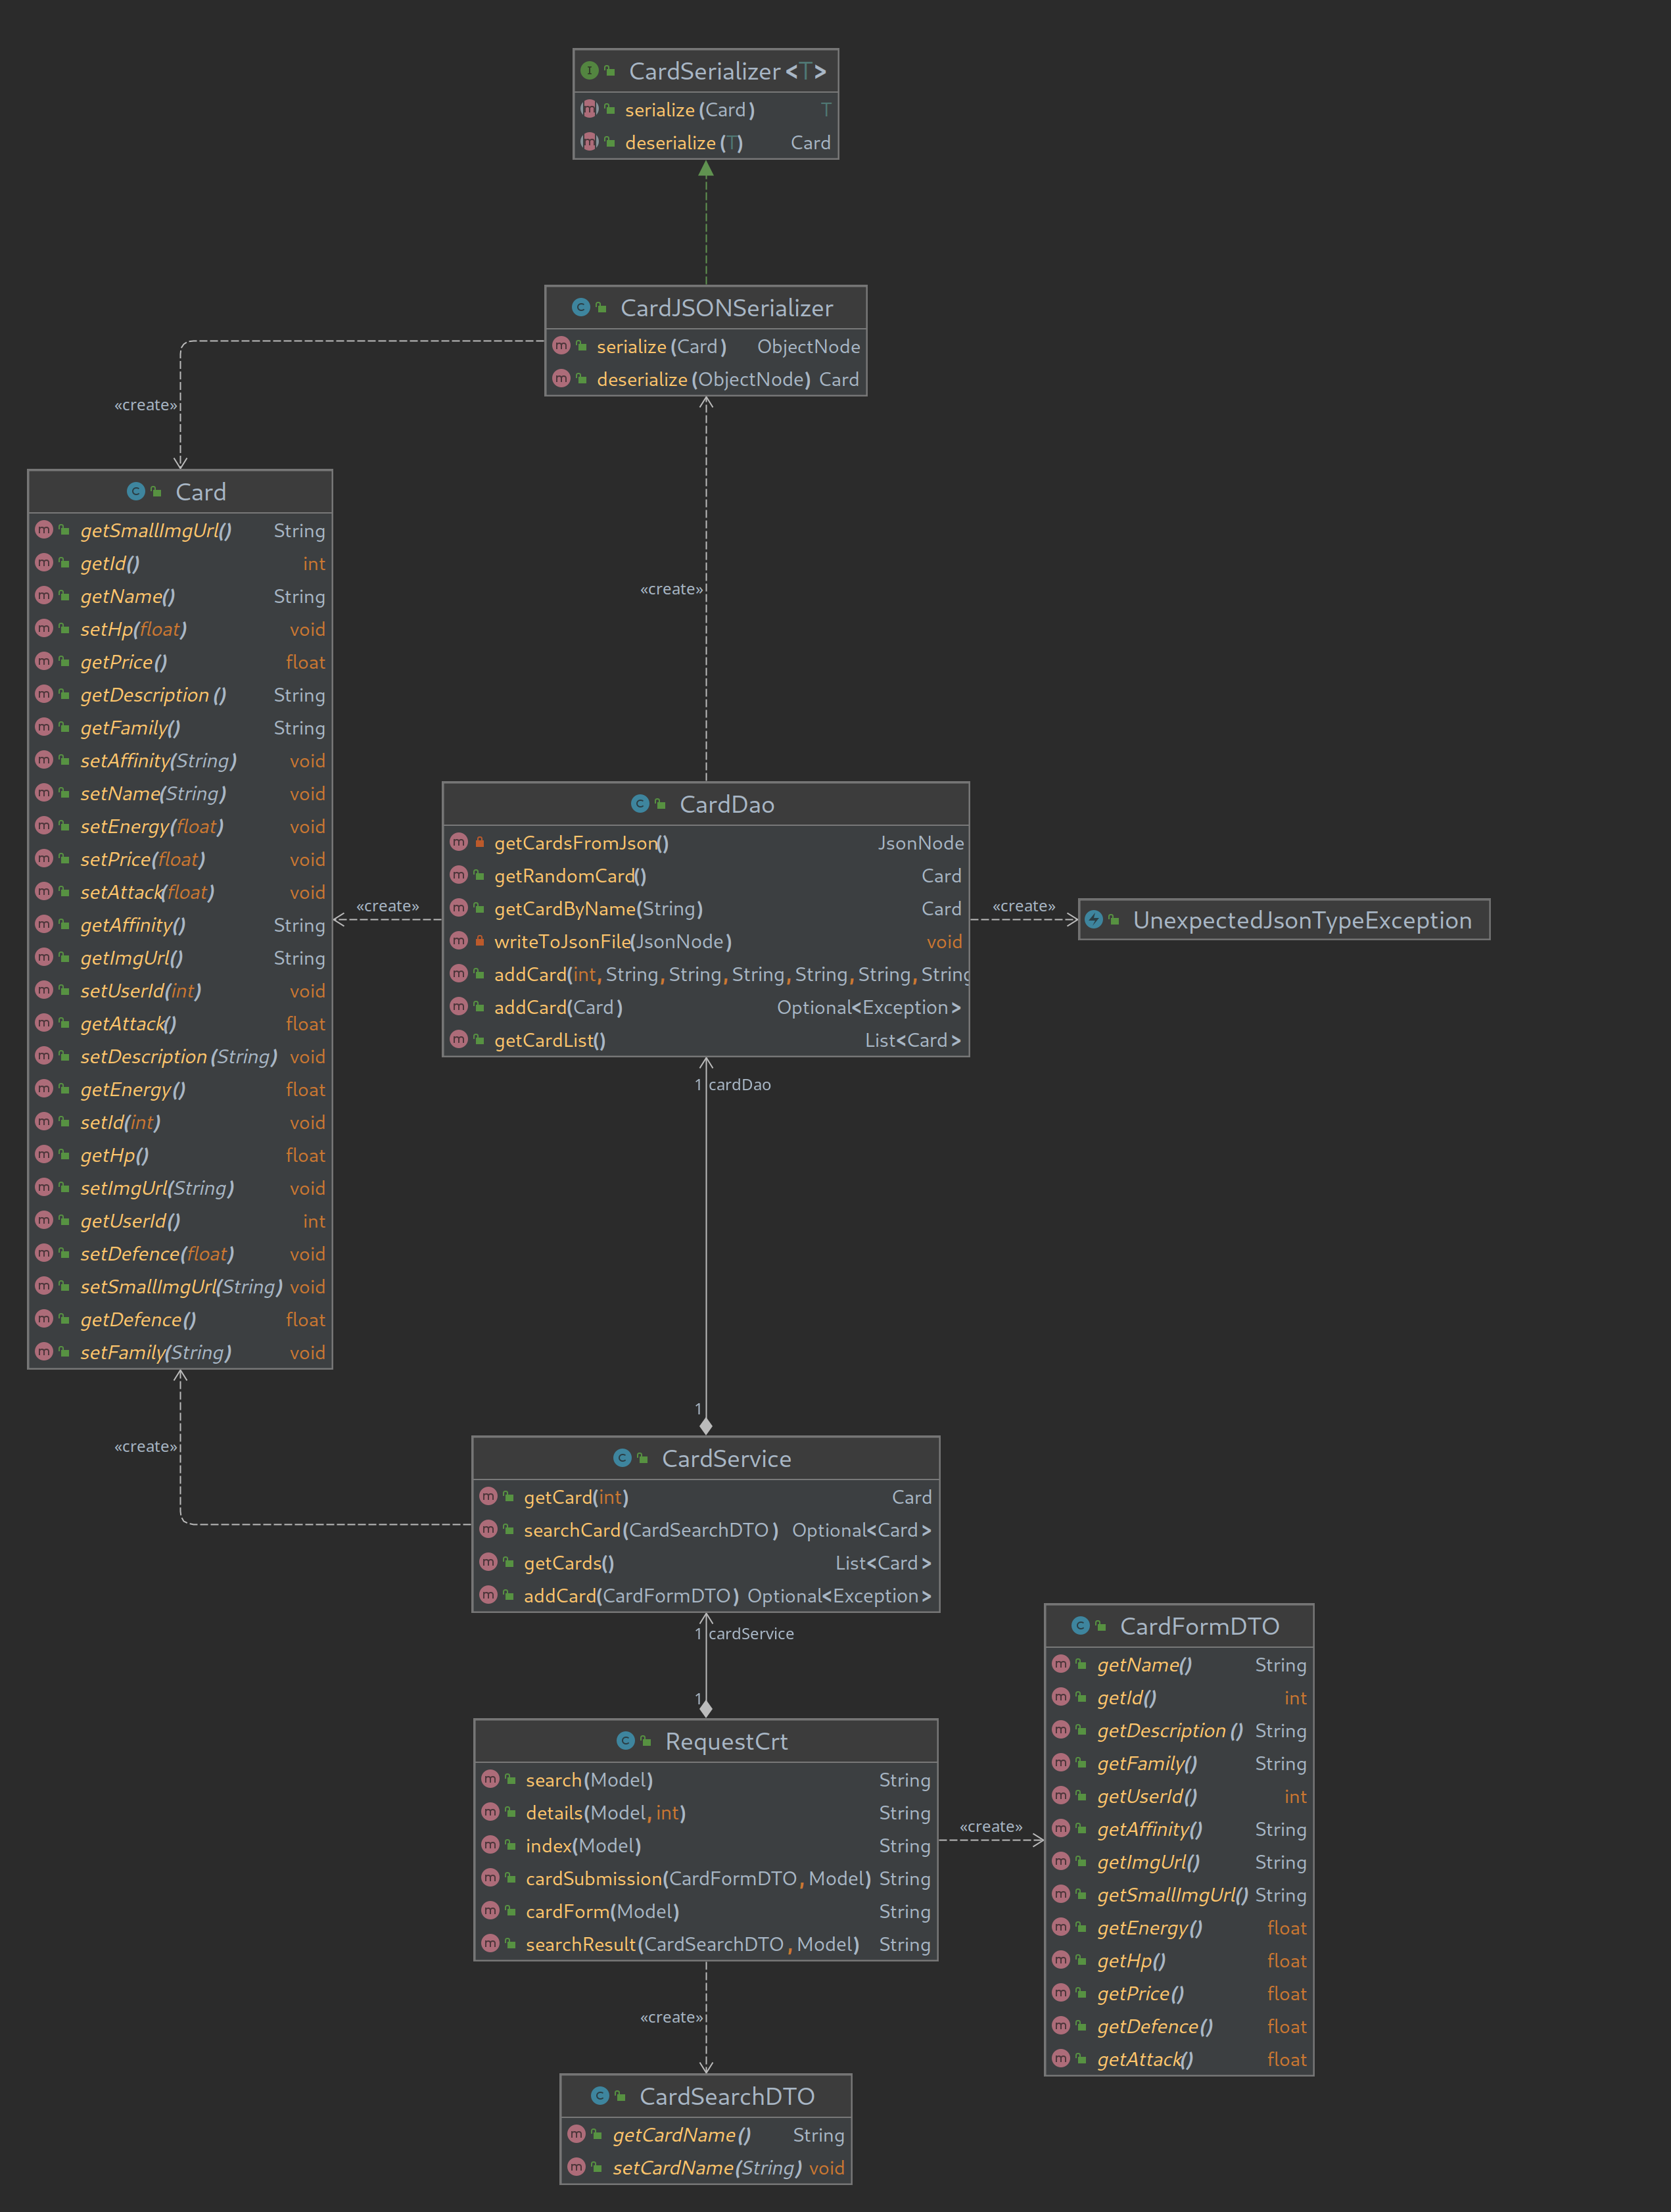 CardSerializer<T>
serialize(Card) T
deserialize(T) Card
CardJSONSerializer
serialize(Card) ObjectNode
deserialize(ObjectNode) Card
«create»
Card
getSmallImgUrl() String
getId() int
getName() String
setHp(float) void
getPrice() float
getDescription() String
getFamily() String
setAffinity(String) void
setName(String) void
setEnergy(float) void
setPrice(float) void
setAttack(float) void
getAffinity() String
getImgUrl() String
setUserId(int) void
getAttack() float
setDescription(String) void
getEnergy() float
setId(int) void
getHp() float
setImgUrl(String) void
getUserId() int
setDefence(float) void
setSmallImgUrl(String) void
getDefence() float
setFamily(String) void
«create»
CardDao
getCardsFromJson() JsonNode
getRandomCard() Card
getCardByName(String) Card
writeToJsonFile(JsonNode) void
addCard(int, String, String, String, String, String, String
addCard(Card) Optional<Exception>
getCardList() List<Card>
«create»
«create»
UnexpectedJsonTypeException
1 cardDao
1
«create»
CardService
getCard(int) Card
searchCard(CardSearchDTO) Optional<Card>
getCards() List<Card>
addCard(CardFormDTO) Optional<Exception>
1 cardService
1
RequestCrt
search(Model) String
details(Model, int) String
index(Model) String
cardSubmission(CardFormDTO, Model) String
cardForm(Model) String
searchResult(CardSearchDTO, Model) String
«create»
CardFormDTO
getName() String
getId() int
getDescription() String
getFamily() String
getUserId() int
getAffinity() String
getImgUrl() String
getSmallImgUrl() String
getEnergy() float
getHp() float
getPrice() float
getDefence() float
getAttack() float
«create»
CardSearchDTO
getCardName() String
setCardName(String) void